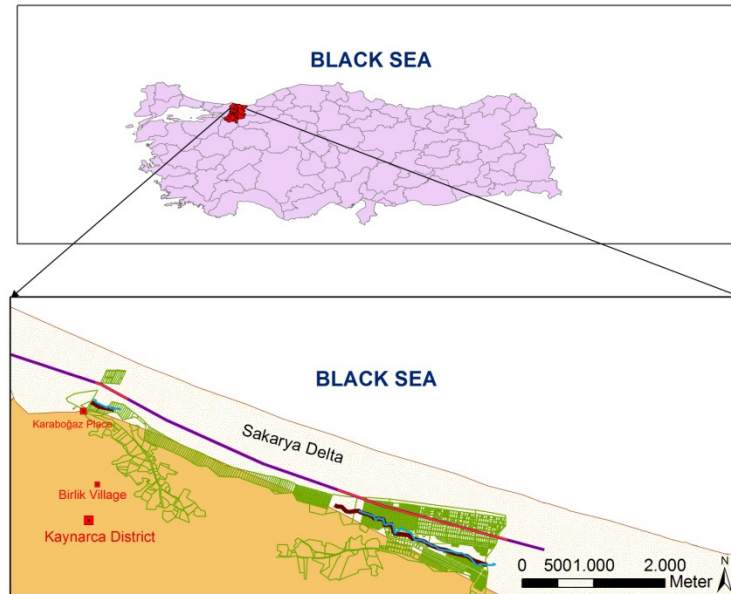 BLACK SEA
BLACK SEA
Sakarya Delta
Karaboğaz Place
Birlik Village
Kaynarca District
N
0 5001.000 2.000
Meter